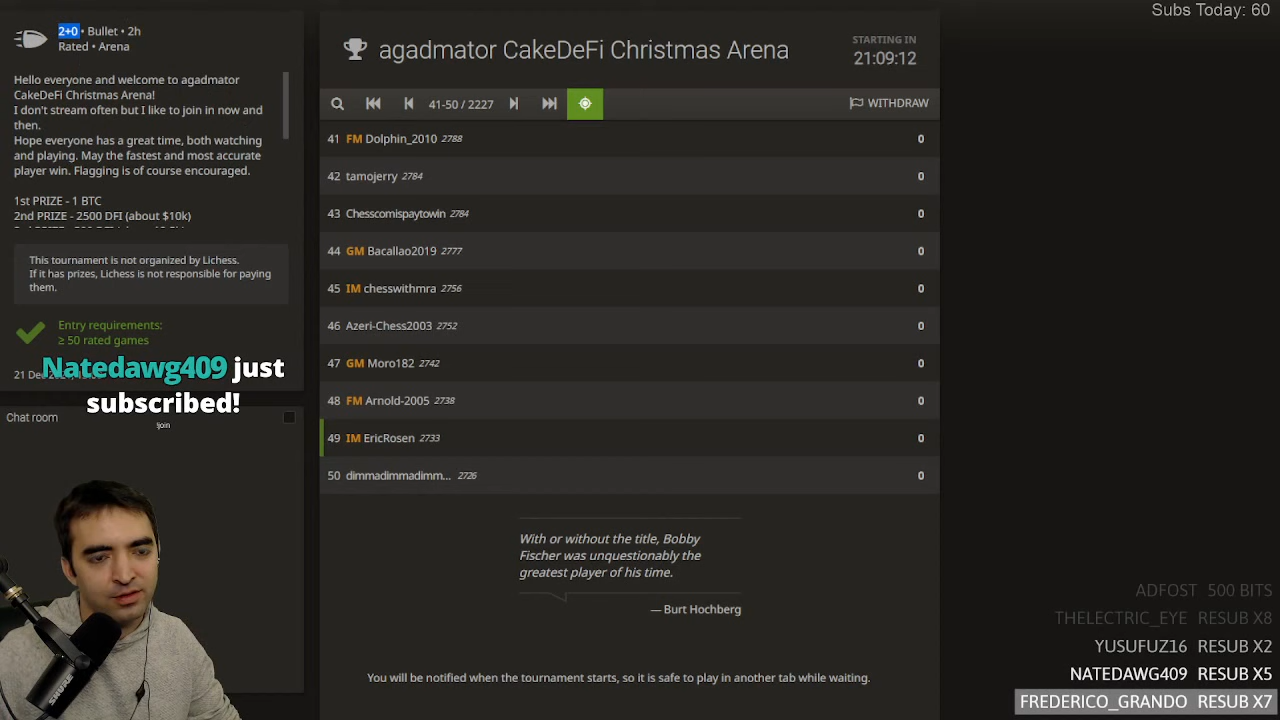 Subs Today: 60
2+0 • Bullet • 2h
Rated • Arena
Hello everyone and welcome to agadmator
CakeDeFi Christmas Arena!
I don't stream often but I like to join in now and
then.
Hope everyone has a great time, both watching
and playing. May the fastest and most accurate
player win. Flagging is of course encouraged.
1st PRIZE - 1 BTC
2nd PRIZE - 2500 DFI (about $10k)
This tournament is not organized by Lichess.
If it has prizes, Lichess is not responsible for paying
them.
Entry requirements:
≥ 50 rated games
Natedawg409 just
subscribed!
!join
Chat room
agadmator CakeDeFi Christmas Arena
STARTING IN
21:09:12
41-50 / 2227
WITHDRAW
41 FM Dolphin_2010 2788 0
42 tamojerry 2784 0
43 Chesscomispaytowin 2784 0
44 GM Bacallao2019 2777 0
45 IM chesswithmra 2756 0
46 Azeri-Chess2003 2752 0
47 GM Moro182 2742 0
48 FM Arnold-2005 2738 0
49 IM EricRosen 2733 0
50 dimmadimmadimm... 2726 0
With or without the title, Bobby
Fischer was unquestionably the
greatest player of his time.
— Burt Hochberg
You will be notified when the tournament starts, so it is safe to play in another tab while waiting.
ADFOST 500 BITS
THELECTRIC_EYE RESUB X8
YUSUFUZ16 RESUB X2
NATEDAWG409 RESUB X5
FREDERICO_GRANDO RESUB X7